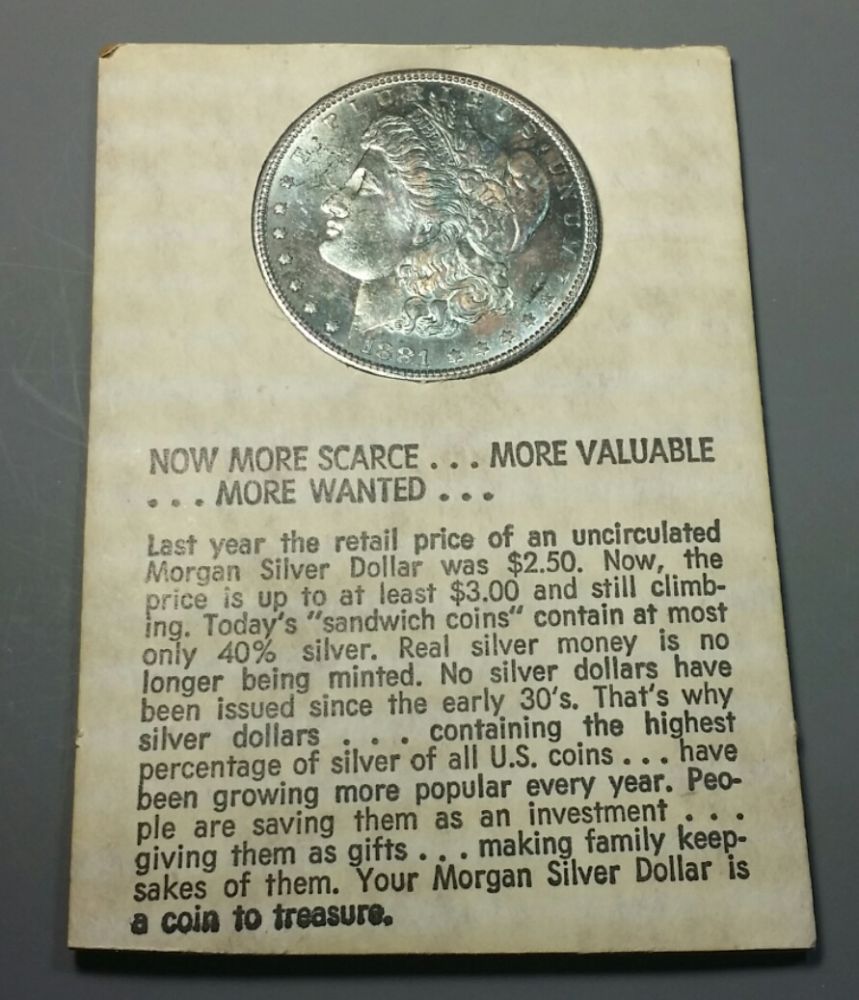 E·PLURIBUS·UNUM
1881
NOW MORE SCARCE . . . MORE VALUABLE
. . . MORE WANTED . . .
Last year the retail price of an uncirculated
Morgan Silver Dollar was $2.50. Now, the
price is up to at least $3.00 and still climb-
ing. Today's "sandwich coins" contain at most
only 40% silver. Real silver money is no
longer being minted. No silver dollars have
been issued since the early 30's. That's why
silver dollars . . . containing the highest
percentage of silver of all U.S. coins . . . have
been growing more popular every year. Peo-
ple are saving them as an investment . . .
giving them as gifts . . . making family keep-
sakes of them. Your Morgan Silver Dollar is
a coin to treasure.